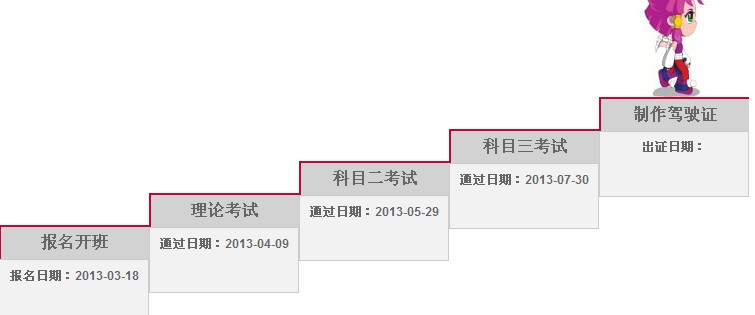 报名开班
报名日期：2013-03-18
理论考试
通过日期：2013-04-09
科目二考试
通过日期：2013-05-29
科目三考试
通过日期：2013-07-30
制作驾驶证
出证日期：